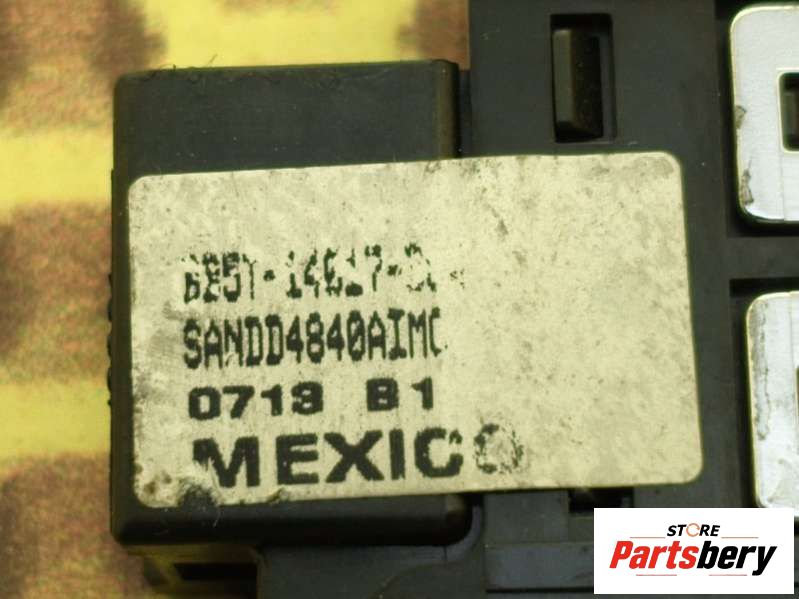 SANDD4840AIMC
0713 B1
MEXICO
STORE
Partsbery